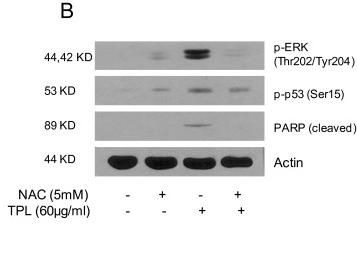 B
44,42 KD
p-ERK
(Thr202/Tyr204)
53 KD
p-p53 (Ser15)
89 KD
PARP (cleaved)
44 KD
Actin
NAC (5mM) - + - +
TPL (60µg/ml) - - + +